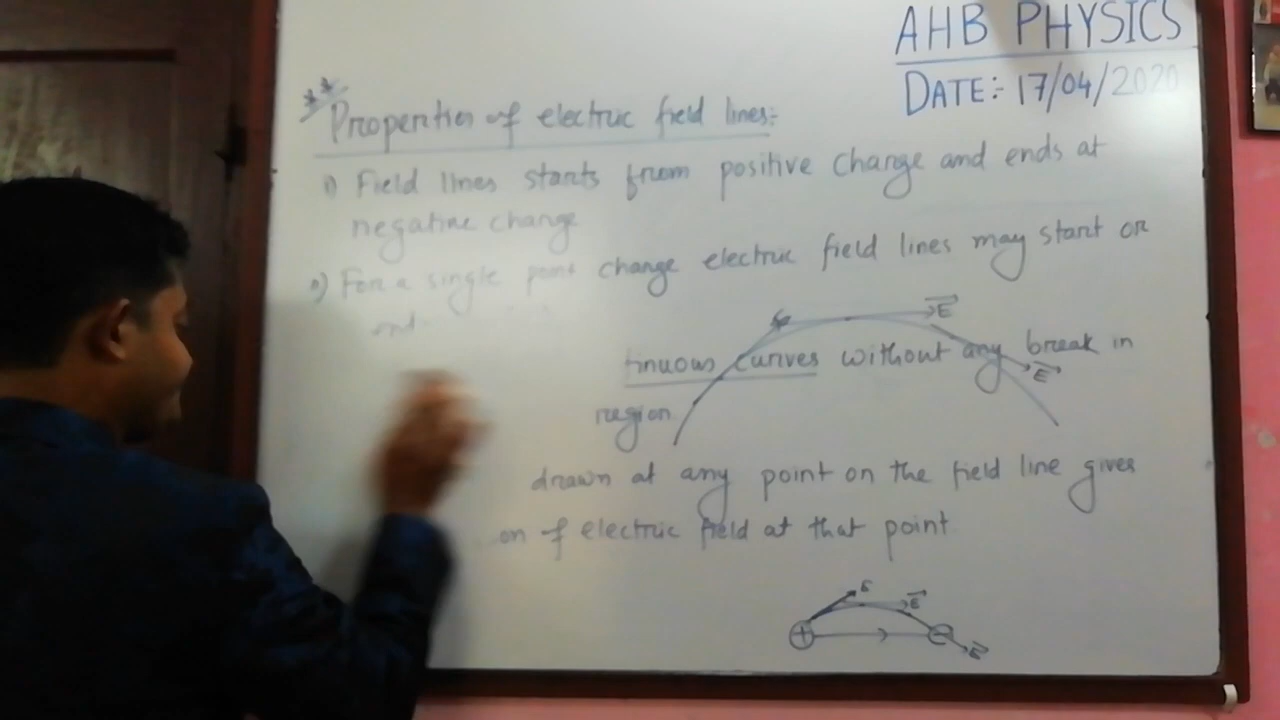 AHB PHYSICS
DATE:- 17/04/2020
** Properties of electric field lines:-
i) Field lines starts from positive charge and ends at
negative charge
For a single point charge electric field lines may start or
end
E
tinuous curves without any break in
E
region
drawn at any point on the field line gives
on of electric field at that point
E
E
+ −
E